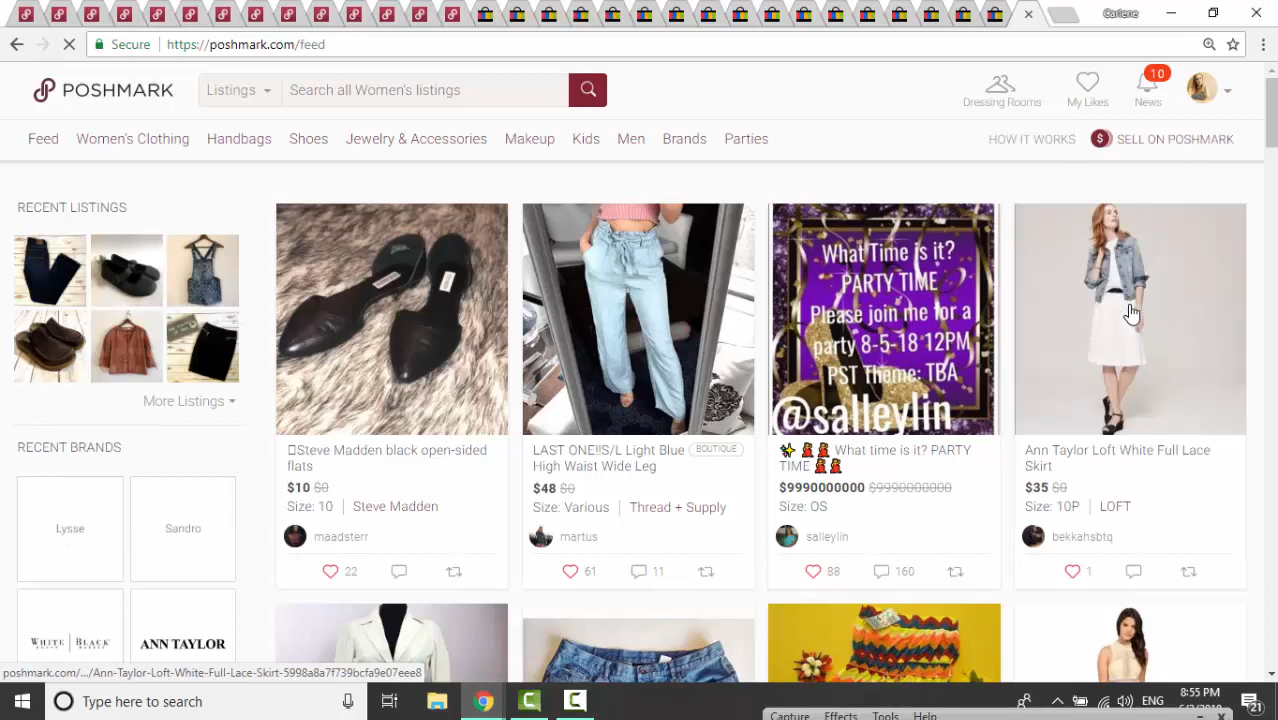 Carlene
Secure https://poshmark.com/feed
POSHMARK
Listings
Search all Women's listings
Dressing Rooms
My Likes
10
News
Feed Women's Clothing Handbags Shoes Jewelry & Accessories Makeup Kids Men Brands Parties
HOW IT WORKS
$ SELL ON POSHMARK
RECENT LISTINGS
More Listings
RECENT BRANDS
Lysse
Sandro
WHITE BLACK
ANN TAYLOR
Steve Madden black open-sided
flats
$10 $0
Size: 10 Steve Madden
maadsterr
22
LAST ONE!!S/L Light Blue
High Waist Wide Leg
BOUTIQUE
$48 $0
Size: Various Thread + Supply
martus
61 11
What Time is it?
PARTY TIME
Please join me for a
party 8-5-18 12PM
PST Theme: TBA
@salleylin
✨ 💃💃 What time is it? PARTY
TIME 💃💃
$9990000000 $9990000000
Size: OS
salleylin
88 160
Ann Taylor Loft White Full Lace
Skirt
$35 $0
Size: 10P LOFT
bekkahsbtq
1
poshmark.com/.../Ann-Taylor-Loft-White-Full-Lace-Skirt-5998a8a7f739bcfa9c07eee8
Type here to search
ENG
8:55 PM
21
Capture Effects Tools Help